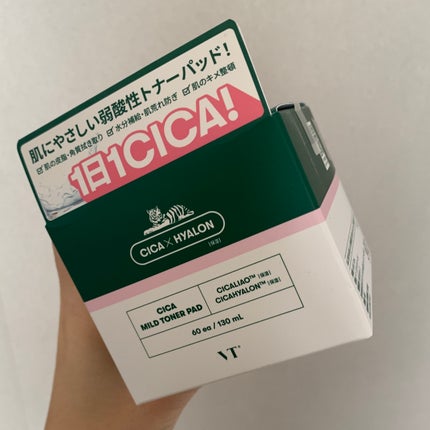 肌にやさしい弱酸性トナーパッド！
☑肌の皮脂・角質拭き取り ☑水分補給・肌荒れ防ぎ ☑肌のキメ整頓
1日1CICA!
CICA × HYALON [保湿]
CICA
MILD TONER PAD
CICALIAO™ [保湿]
CICAHYALON™ [保湿]
60 ea / 130 mL
VT®